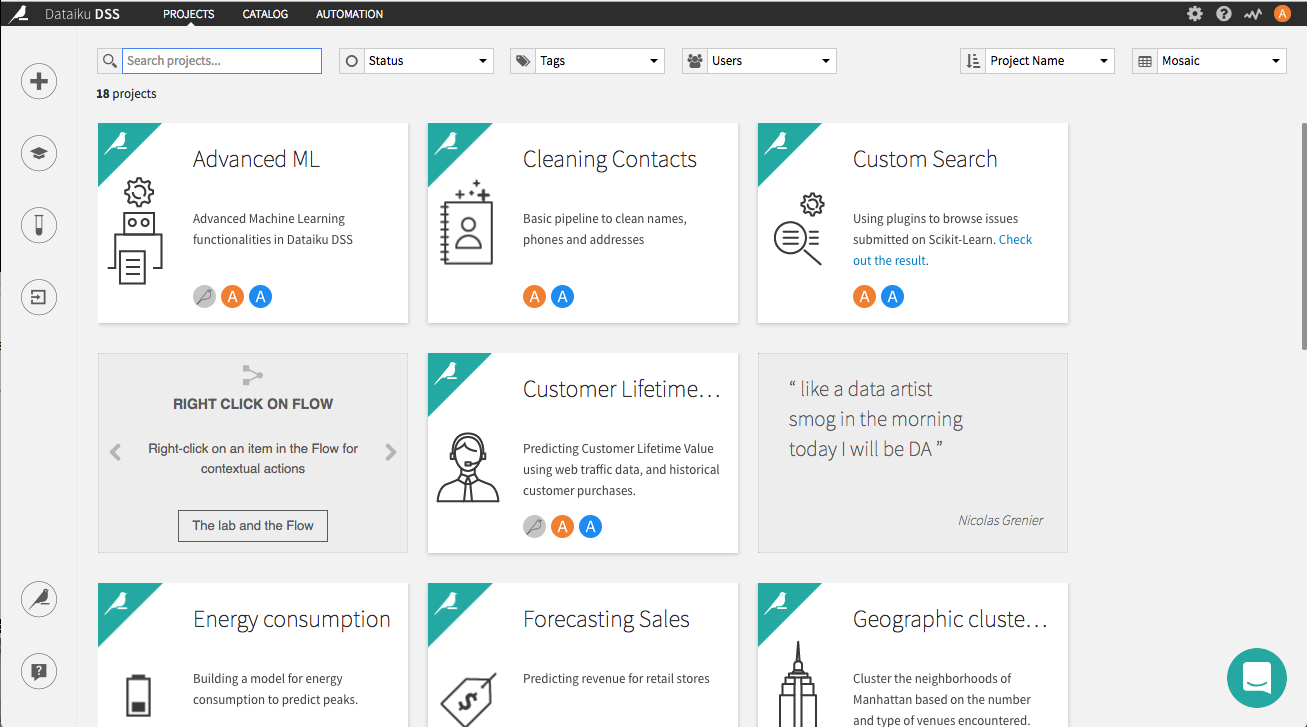 Dataiku DSS PROJECTS CATALOG AUTOMATION ? A
Search projects... Status Tags Users Project Name Mosaic
18 projects
Advanced ML
Advanced Machine Learning
functionalities in Dataiku DSS
A A
Cleaning Contacts
Basic pipeline to clean names,
phones and addresses
A A
Custom Search
Using plugins to browse issues
submitted on Scikit-Learn. Check
out the result.
A A
RIGHT CLICK ON FLOW
Right-click on an item in the Flow for
contextual actions
The lab and the Flow
Customer Lifetime…
Predicting Customer Lifetime Value
using web traffic data, and historical
customer purchases.
A A
“ like a data artist
smog in the morning
today I will be DA ”
Nicolas Grenier
Energy consumption
Building a model for energy
consumption to predict peaks.
Forecasting Sales
Predicting revenue for retail stores
$
Geographic cluste…
Cluster the neighborhoods of
Manhattan based on the number
and type of venues encountered.
?